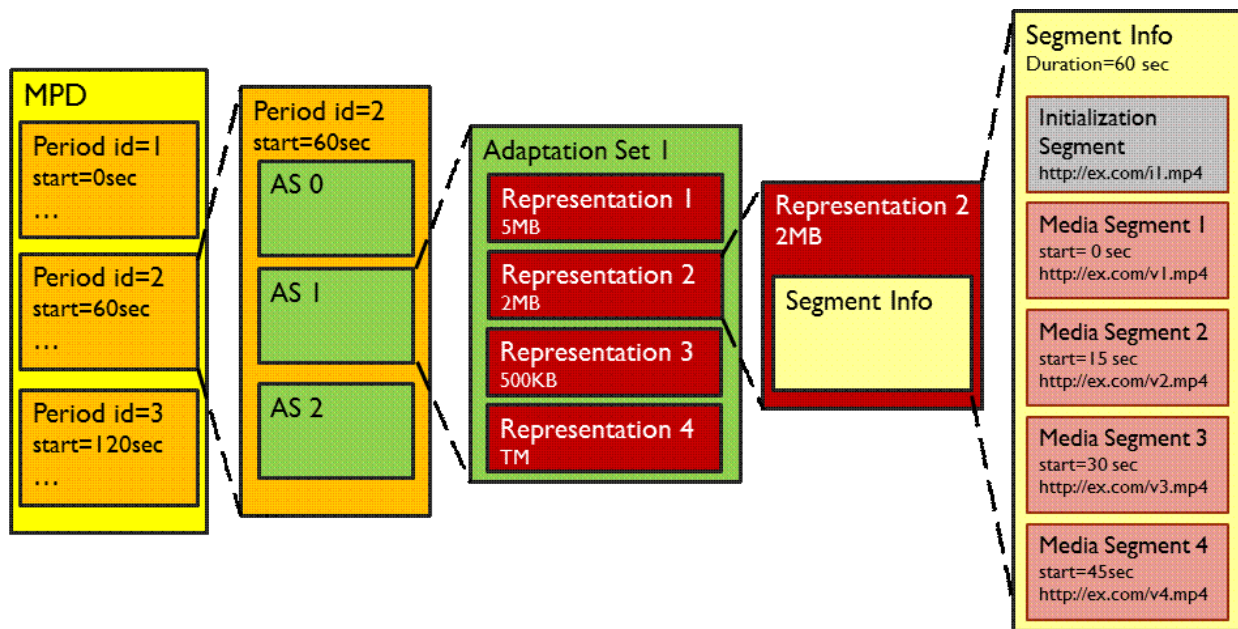 MPD
Period id=1
start=0sec
...
Period id=2
start=60sec
...
Period id=3
start=120sec
...
Period id=2
start=60sec
AS 0
AS 1
AS 2
Adaptation Set 1
Representation 1
5MB
Representation 2
2MB
Representation 3
500KB
Representation 4
TM
Representation 2
2MB
Segment Info
Segment Info
Duration=60 sec
Initialization
Segment
http://ex.com/i1.mp4
Media Segment 1
start= 0 sec
http://ex.com/v1.mp4
Media Segment 2
start=15 sec
http://ex.com/v2.mp4
Media Segment 3
start=30 sec
http://ex.com/v3.mp4
Media Segment 4
start=45sec
http://ex.com/v4.mp4